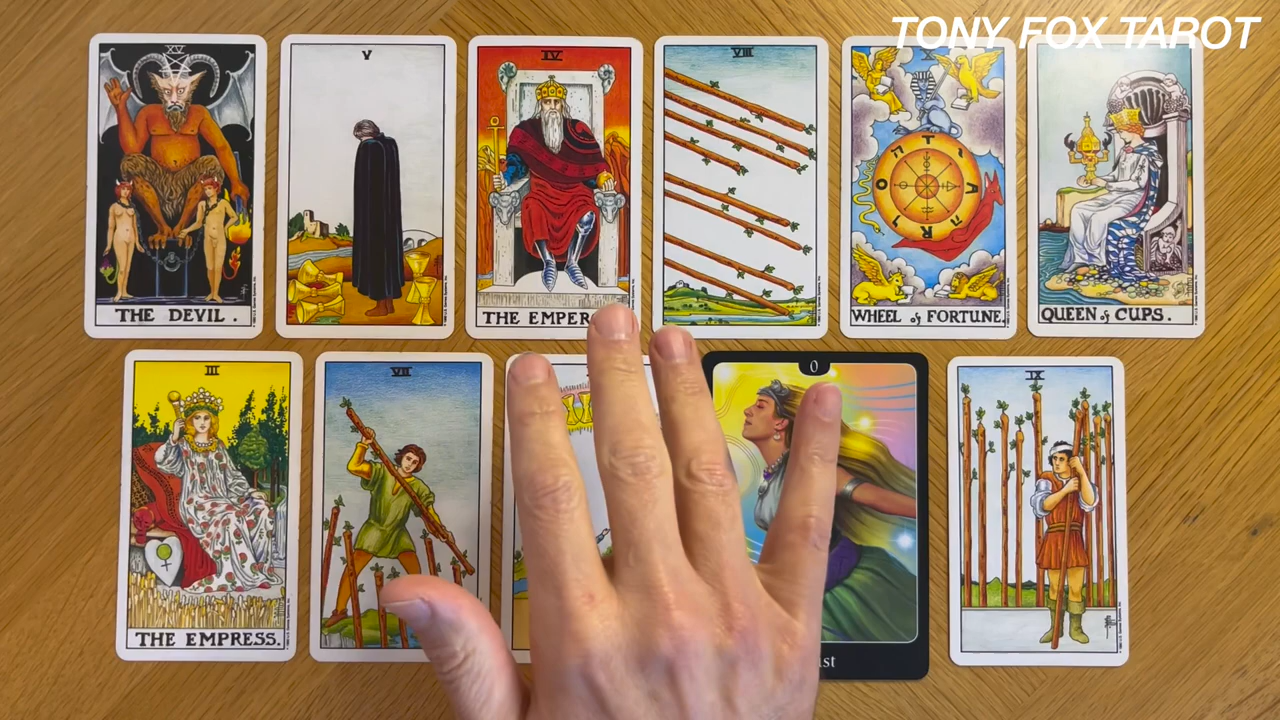 TONY FOX TAROT
XV
V
IV
VIII
X
THE DEVIL.
THE EMPER
WHEEL of FORTUNE.
QUEEN of CUPS.
III
VII
0
IX
THE EMPRESS.